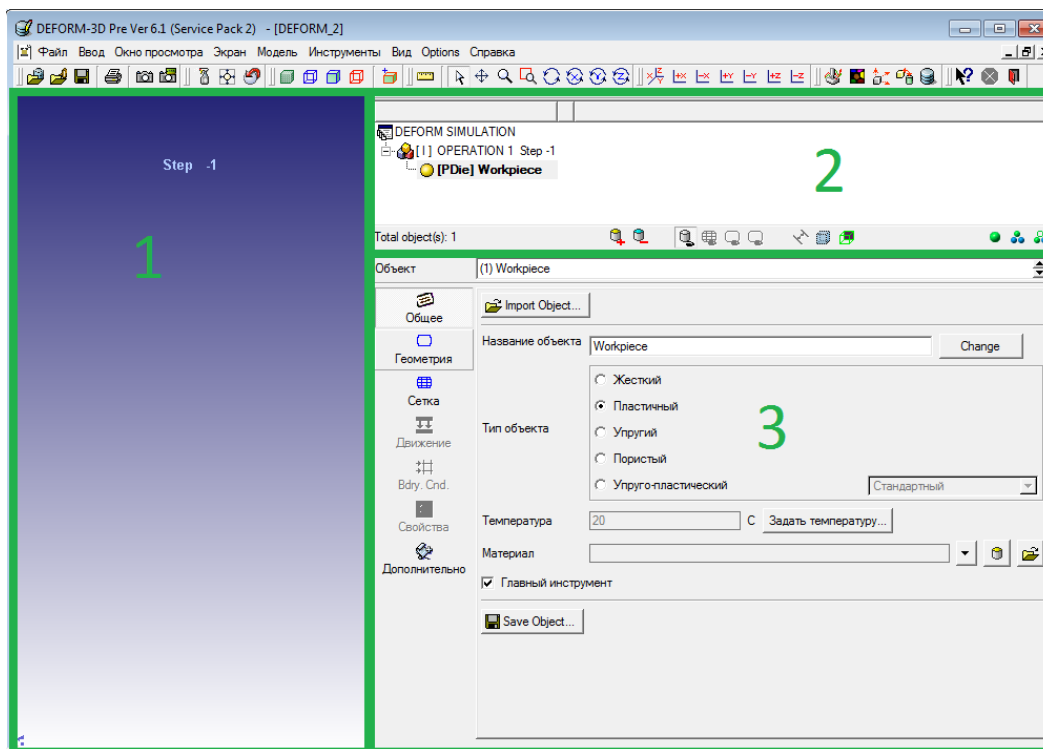 DEFORM-3D Pre Ver 6.1 (Service Pack 2) - [DEFORM_2]
Файл Ввод Окно просмотра Экран Модель Инструменты Вид Options Справка
Step -1
1
DEFORM SIMULATION
[ 1 ] OPERATION 1 Step -1
[PDie] Workpiece
2
Total object(s): 1
Объект (1) Workpiece
Общее
Import Object...
Геометрия
Название объекта Workpiece Change
Сетка
Движение
Bdry. Cnd.
Свойства
Дополнительно
Тип объекта
Жесткий
Пластичный
Упругий
Пористый
Упруго-пластический Стандартный
3
Температура 20 C Задать температуру...
Материал
Главный инструмент
Save Object...